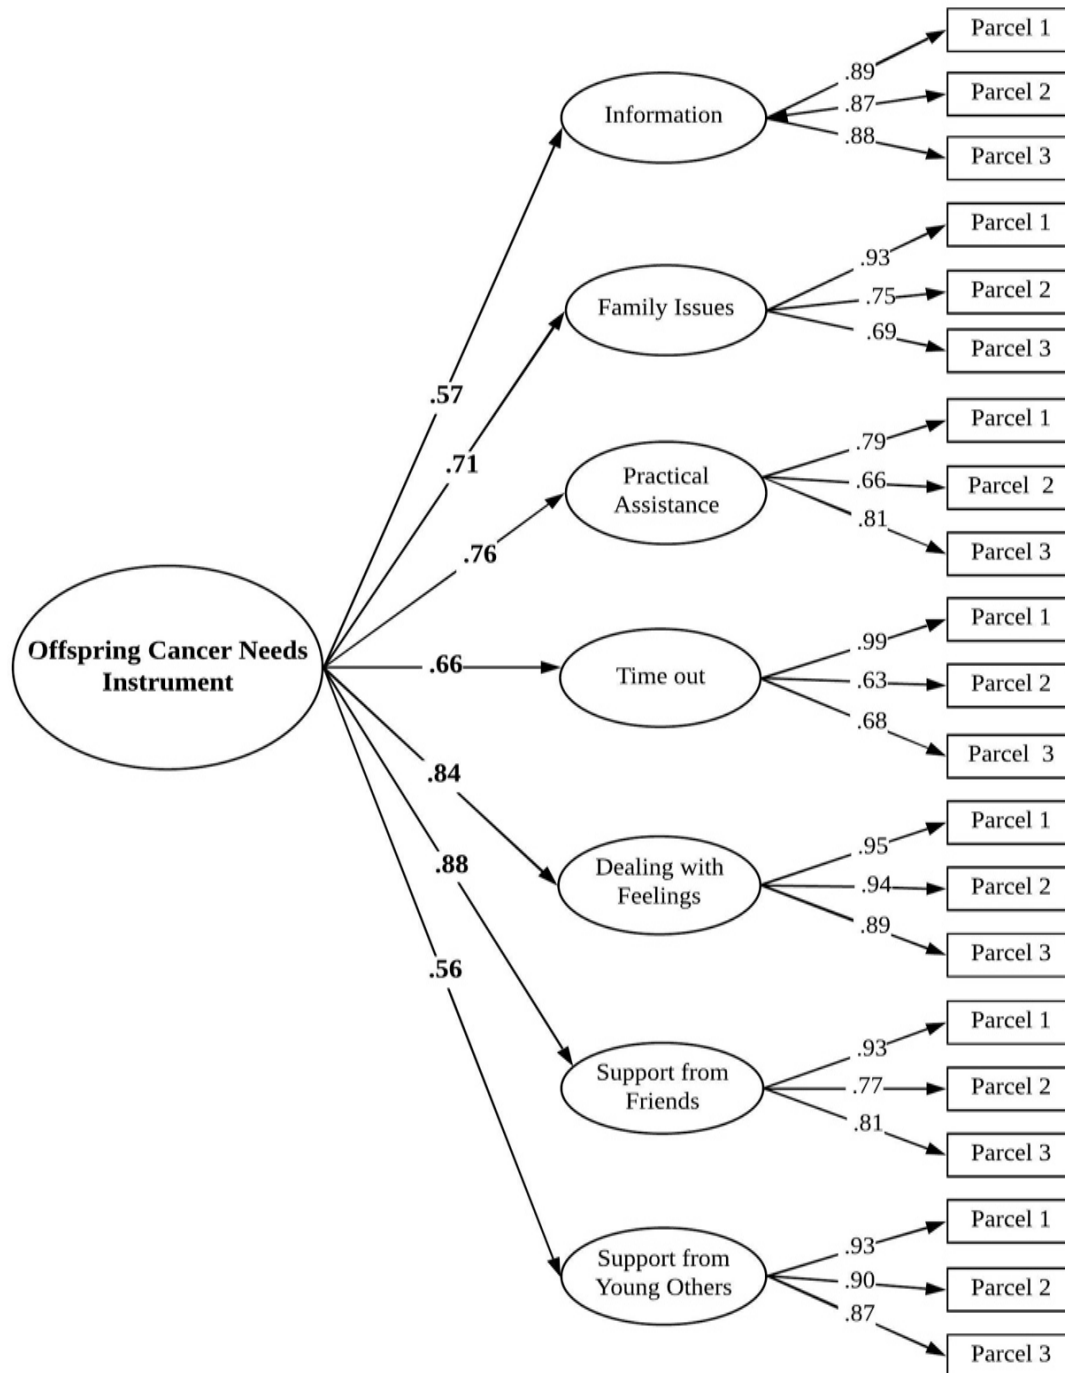 Parcel 1
.89
Information
.87
Parcel 2
.88
Parcel 3
Parcel 1
.93
Family Issues
.75
Parcel 2
.69
Parcel 3
.57
.71
Parcel 1
.79
Practical
Assistance
.66
Parcel 2
.81
Parcel 3
.76
Offspring Cancer Needs
Instrument
.66
Parcel 1
.99
Time out
.63
Parcel 2
.68
Parcel 3
.84
Parcel 1
.95
Dealing with
Feelings
.94
Parcel 2
.89
Parcel 3
.88
.56
Parcel 1
.93
Support from
Friends
.77
Parcel 2
.81
Parcel 3
Parcel 1
.93
Support from
Young Others
.90
Parcel 2
.87
Parcel 3